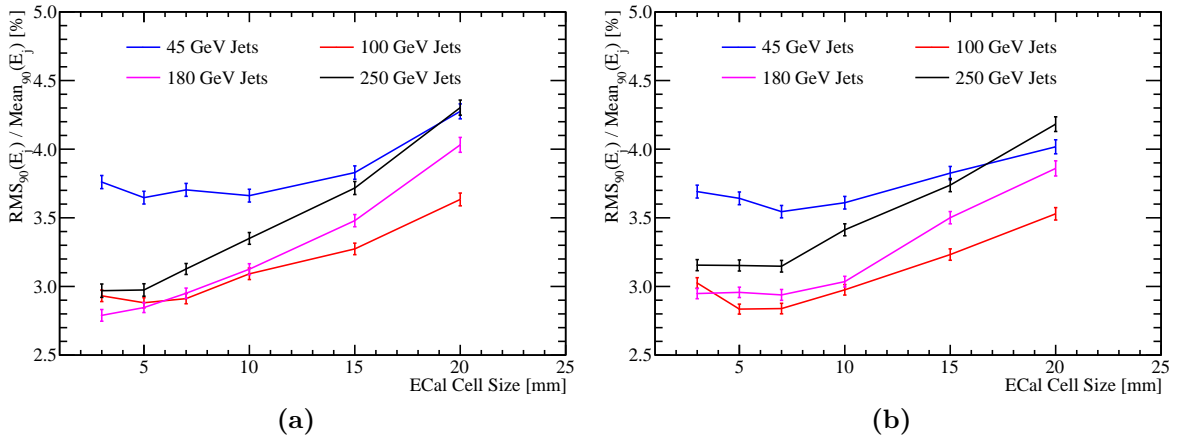 RMS90(Ej) / Mean90(Ej) [%]
5.0
4.5
4.0
3.5
3.0
2.5
45 GeV Jets
100 GeV Jets
180 GeV Jets
250 GeV Jets
5
10
15
20
25
ECal Cell Size [mm]
(a)
RMS90(Ej) / Mean90(Ej) [%]
5.0
4.5
4.0
3.5
3.0
2.5
45 GeV Jets
100 GeV Jets
180 GeV Jets
250 GeV Jets
5
10
15
20
25
ECal Cell Size [mm]
(b)